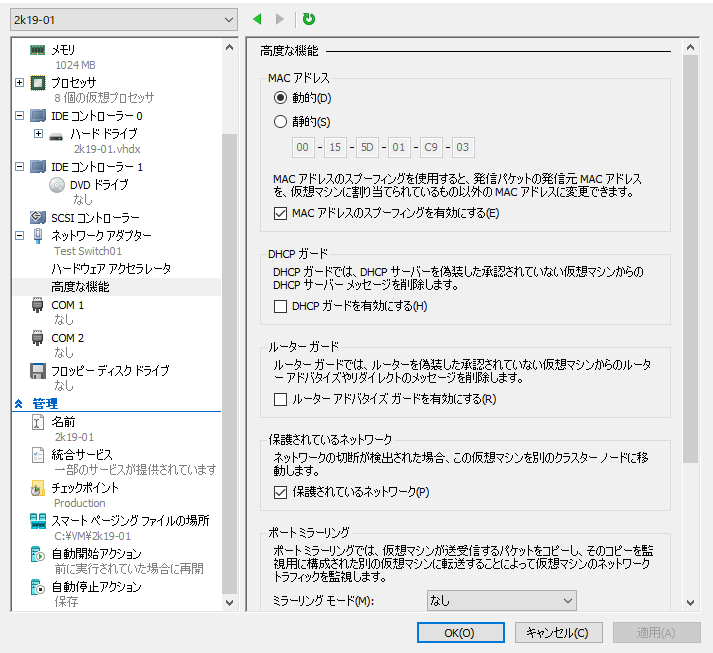 2k19-01
メモリ
1024 MB
プロセッサ
8 個の仮想プロセッサ
IDE コントローラー 0
ハード ドライブ
2k19-01.vhdx
IDE コントローラー 1
DVD ドライブ
なし
SCSI コントローラー
ネットワーク アダプター
Test Switch01
ハードウェア アクセラレータ
高度な機能
COM 1
なし
COM 2
なし
フロッピー ディスク ドライブ
なし
管理
名前
2k19-01
統合サービス
一部のサービスが提供されています
チェックポイント
Production
スマート ページング ファイルの場所
C:¥VM¥2k19-01
自動開始アクション
前に実行されていた場合に再開
自動停止アクション
保存
高度な機能
MAC アドレス
動的(D)
静的(S)
00 - 15 - 5D - 01 - C9 - 03
MAC アドレスのスプーフィングを使用すると、発信パケットの発信元 MAC アドレス
を、仮想マシンに割り当てられているもの以外の MAC アドレスに変更できます。
MAC アドレスのスプーフィングを有効にする(E)
DHCP ガード
DHCP ガードでは、DHCP サーバーを偽装した承認されていない仮想マシンからの
DHCP サーバー メッセージを削除します。
DHCP ガードを有効にする(H)
ルーター ガード
ルーター ガードでは、ルーターを偽装した承認されていない仮想マシンからのルータ
ー アドバタイズやリダイレクトのメッセージを削除します。
ルーター アドバタイズ ガードを有効にする(R)
保護されているネットワーク
ネットワークの切断が検出された場合、この仮想マシンを別のクラスター ノードに移
動します。
保護されているネットワーク(P)
ポート ミラーリング
ポート ミラーリングでは、仮想マシンが送受信するパケットをコピーし、そのコピーを監
視用に構成された別の仮想マシンに転送することによって仮想マシンのネットワーク
トラフィックを監視します。
ミラーリング モード(M): なし
OK(O) キャンセル(C) 適用(A)